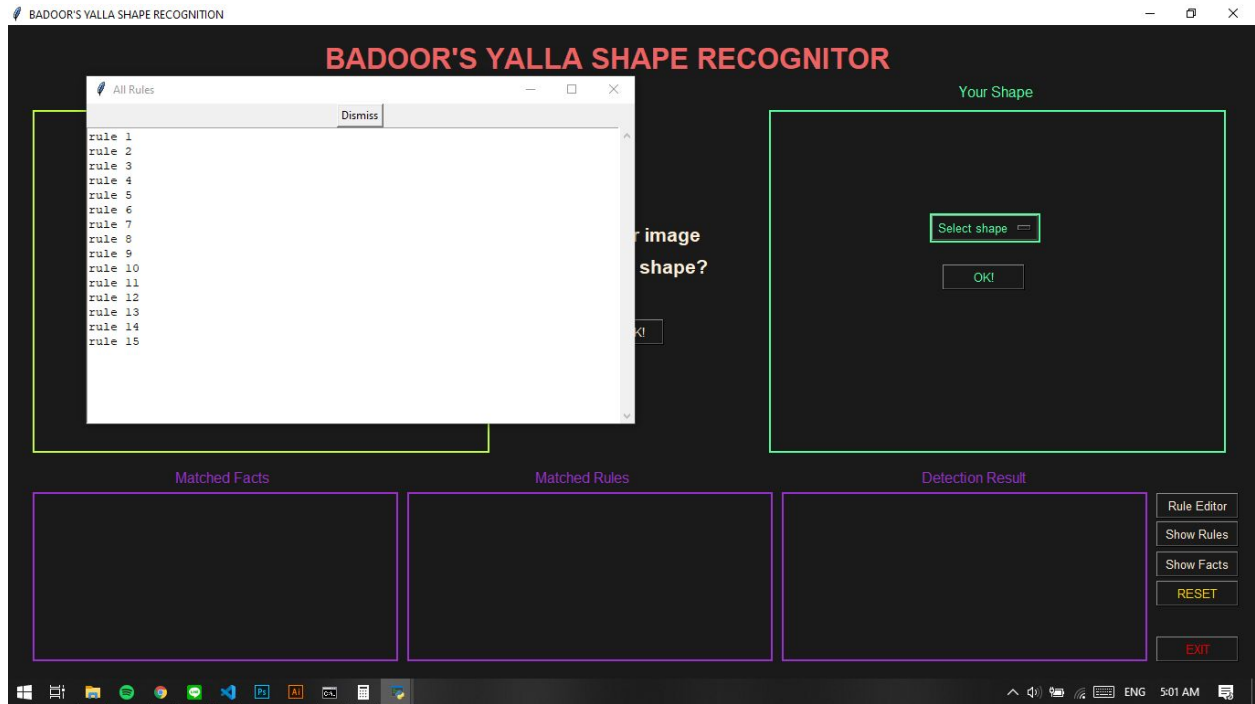 BADOOR'S YALLA SHAPE RECOGNITION
BADOOR'S YALLA SHAPE RECOGNITOR
All Rules
Dismiss
rule 1
rule 2
rule 3
rule 4
rule 5
rule 6
rule 7
rule 8
rule 9
rule 10
rule 11
rule 12
rule 13
rule 14
rule 15
image
shape?
K!
Your Shape
Select shape
OK!
Matched Facts
Matched Rules
Detection Result
Rule Editor
Show Rules
Show Facts
RESET
EXIT
Ps
Ai
ENG
5:01 AM